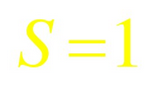 S = 1